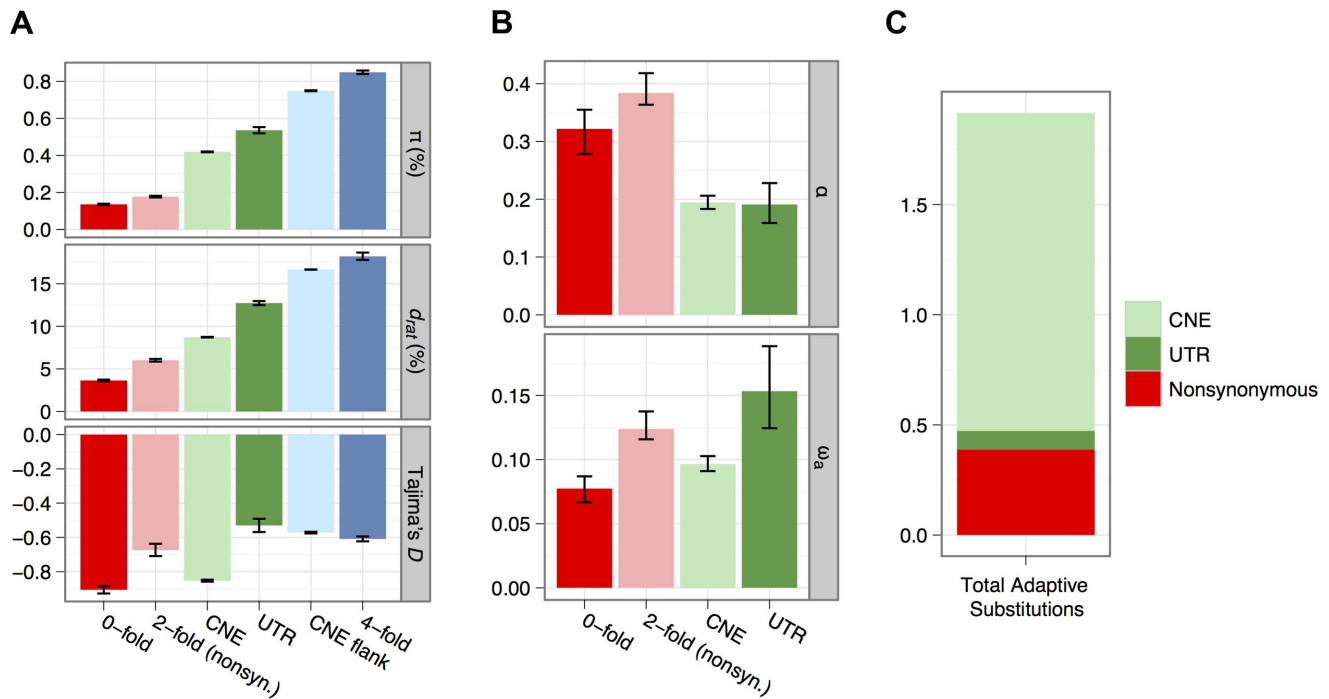 A
B
C
0.8
0.6
0.4
0.2
0.0
π (%)
15
10
5
0
d_rat (%)
0.0
−0.2
−0.4
−0.6
−0.8
Tajima's D
0−fold
2−fold (nonsyn.)
CNE
UTR
CNE flank
4−fold
0.4
0.3
0.2
0.1
0.0
α
0.15
0.10
0.05
0.00
ω_a
0−fold
2−fold (nonsyn.)
CNE
UTR
1.5
1.0
0.5
0.0
Total Adaptive
Substitutions
CNE
UTR
Nonsynonymous